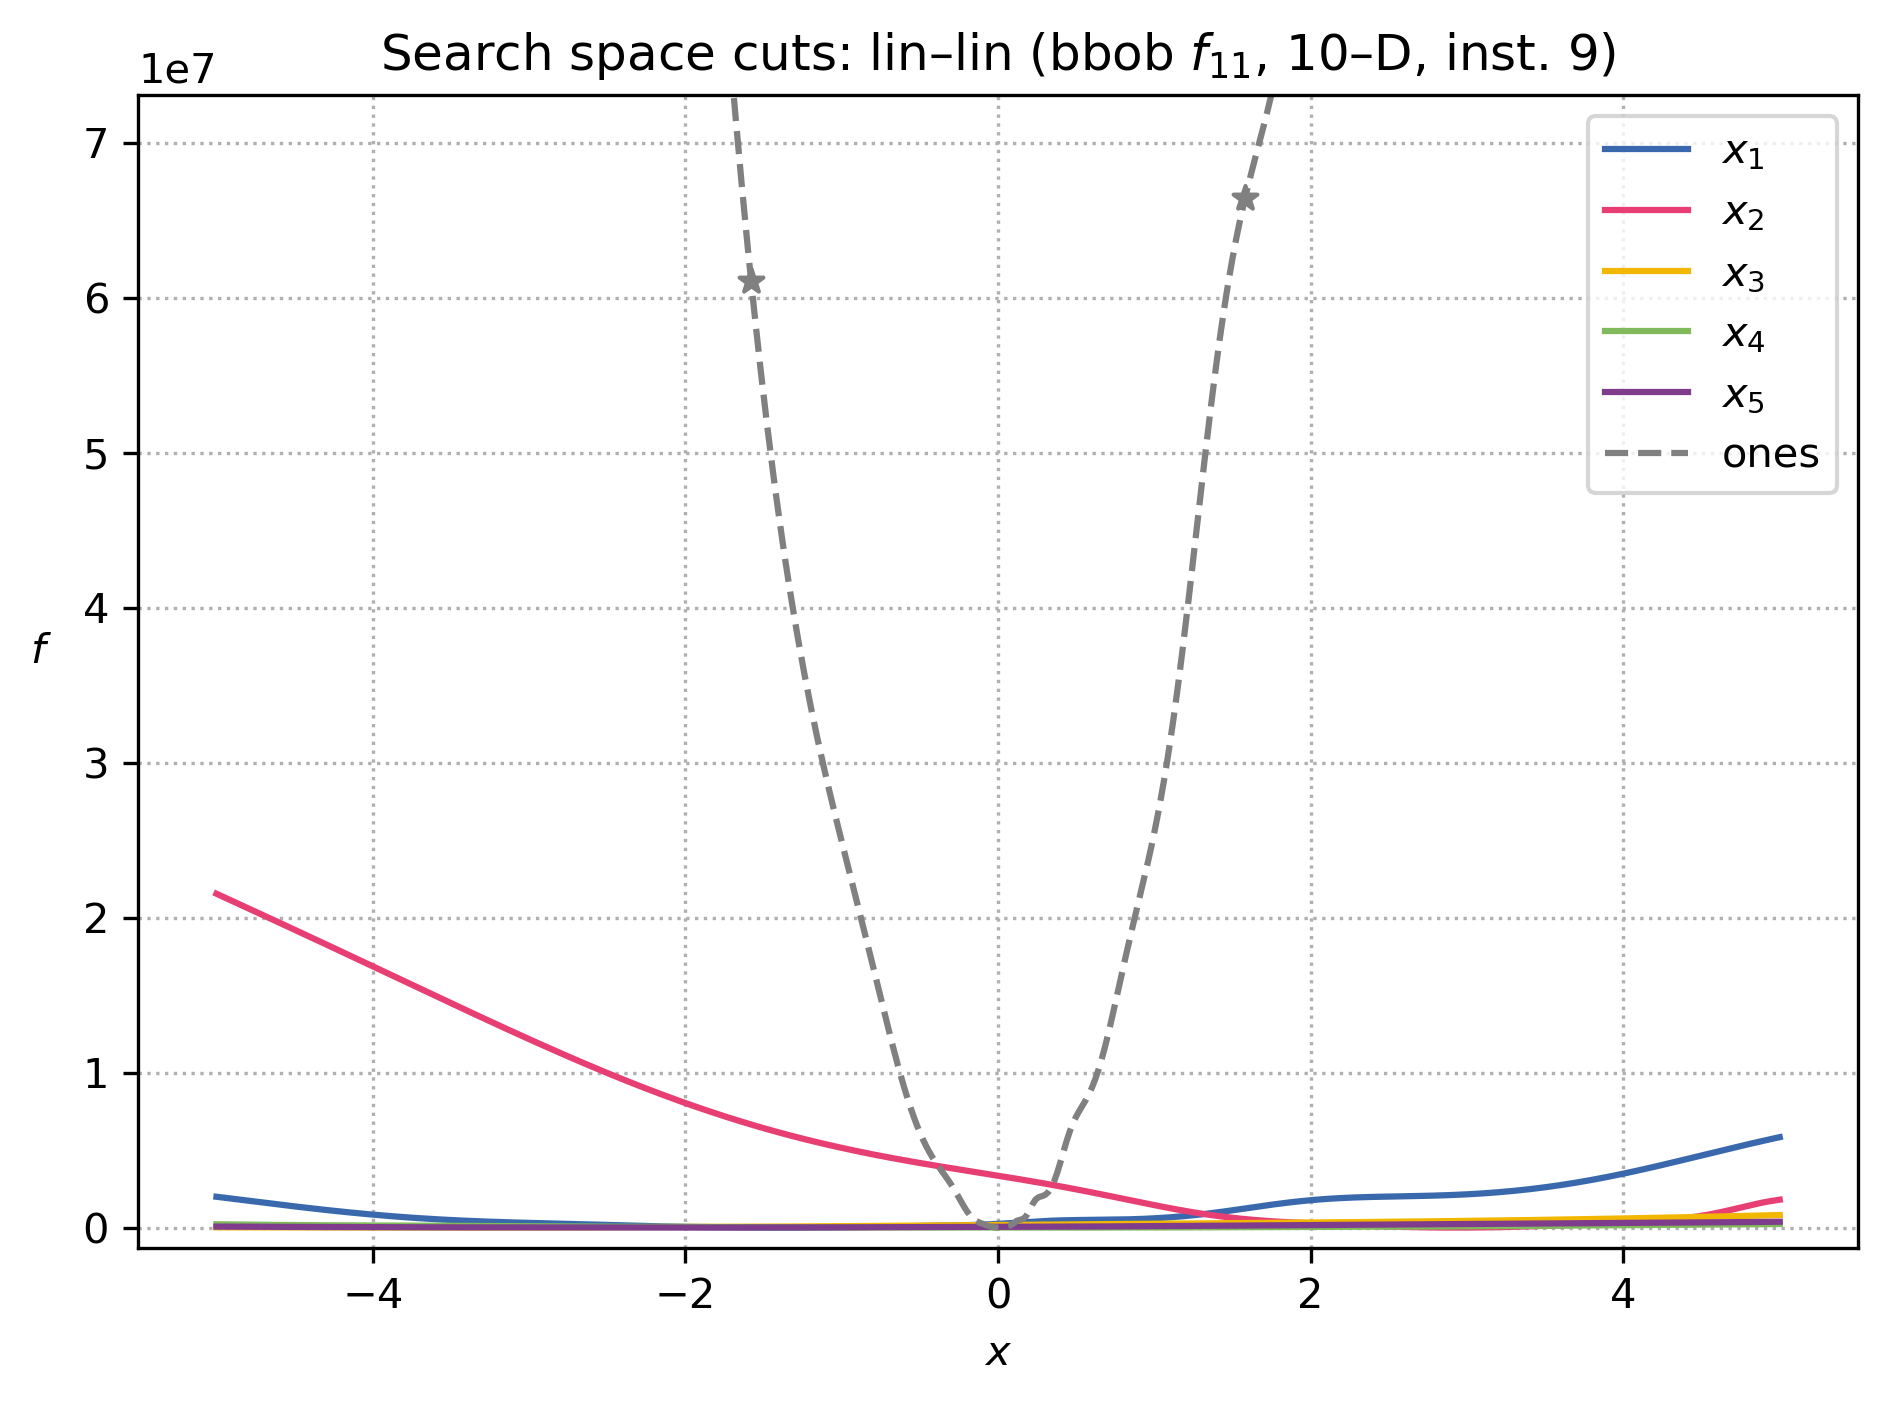 Search space cuts: lin–lin (bbob f11, 10–D, inst. 9)
1e7
7
6
5
4
3
2
1
0
f
−4
−2
0
2
4
x
x1
x2
x3
x4
x5
ones